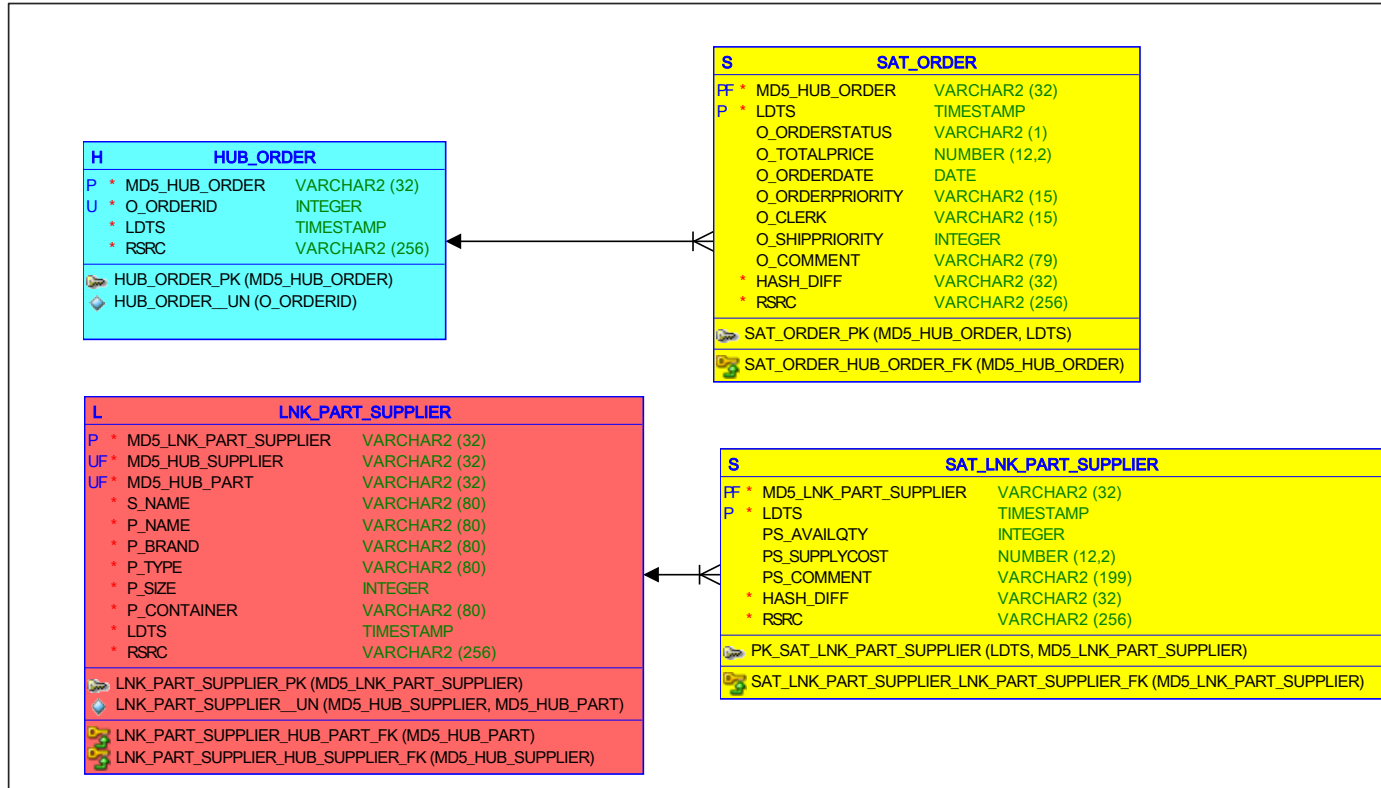 H HUB_ORDER
P * MD5_HUB_ORDER VARCHAR2 (32)
U * O_ORDERID INTEGER
* LDTS TIMESTAMP
* RSRC VARCHAR2 (256)
HUB_ORDER_PK (MD5_HUB_ORDER)
HUB_ORDER__UN (O_ORDERID)
S SAT_ORDER
PF * MD5_HUB_ORDER VARCHAR2 (32)
P * LDTS TIMESTAMP
O_ORDERSTATUS VARCHAR2 (1)
O_TOTALPRICE NUMBER (12,2)
O_ORDERDATE DATE
O_ORDERPRIORITY VARCHAR2 (15)
O_CLERK VARCHAR2 (15)
O_SHIPPRIORITY INTEGER
O_COMMENT VARCHAR2 (79)
* HASH_DIFF VARCHAR2 (32)
* RSRC VARCHAR2 (256)
SAT_ORDER_PK (MD5_HUB_ORDER, LDTS)
SAT_ORDER_HUB_ORDER_FK (MD5_HUB_ORDER)
L LNK_PART_SUPPLIER
P * MD5_LNK_PART_SUPPLIER VARCHAR2 (32)
UF * MD5_HUB_SUPPLIER VARCHAR2 (32)
UF * MD5_HUB_PART VARCHAR2 (32)
* S_NAME VARCHAR2 (80)
* P_NAME VARCHAR2 (80)
* P_BRAND VARCHAR2 (80)
* P_TYPE VARCHAR2 (80)
* P_SIZE INTEGER
* P_CONTAINER VARCHAR2 (80)
* LDTS TIMESTAMP
* RSRC VARCHAR2 (256)
LNK_PART_SUPPLIER_PK (MD5_LNK_PART_SUPPLIER)
LNK_PART_SUPPLIER__UN (MD5_HUB_SUPPLIER, MD5_HUB_PART)
LNK_PART_SUPPLIER_HUB_PART_FK (MD5_HUB_PART)
LNK_PART_SUPPLIER_HUB_SUPPLIER_FK (MD5_HUB_SUPPLIER)
S SAT_LNK_PART_SUPPLIER
PF * MD5_LNK_PART_SUPPLIER VARCHAR2 (32)
P * LDTS TIMESTAMP
PS_AVAILQTY INTEGER
PS_SUPPLYCOST NUMBER (12,2)
PS_COMMENT VARCHAR2 (199)
* HASH_DIFF VARCHAR2 (32)
* RSRC VARCHAR2 (256)
PK_SAT_LNK_PART_SUPPLIER (LDTS, MD5_LNK_PART_SUPPLIER)
SAT_LNK_PART_SUPPLIER_LNK_PART_SUPPLIER_FK (MD5_LNK_PART_SUPPLIER)